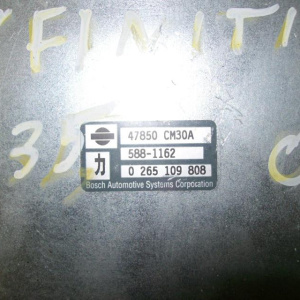 FINITI
47850 CM30A
588-1162
力
0 265 109 808
35
C
Bosch Automotive Systems Corporation